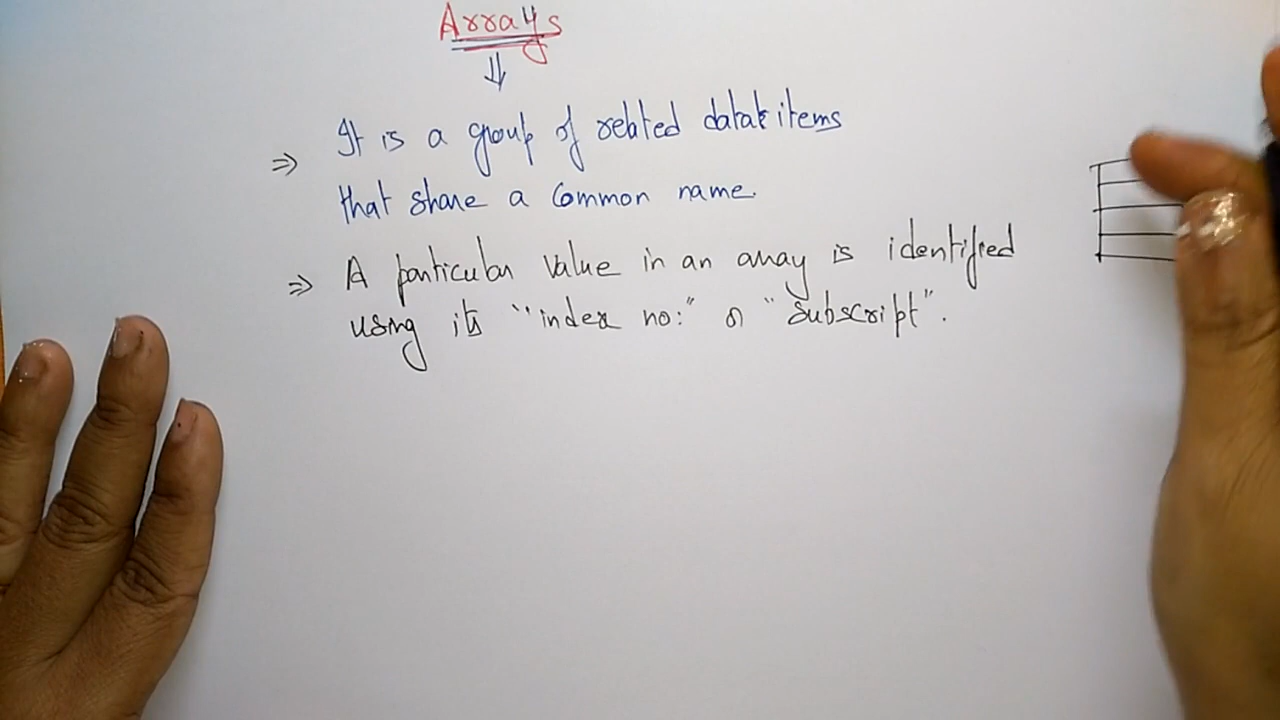 Arrays
⇓
⇒ It is a group of related data items
that share a common name.
⇒ A particular value in an array is identified
using its "index no:" or "subscript".